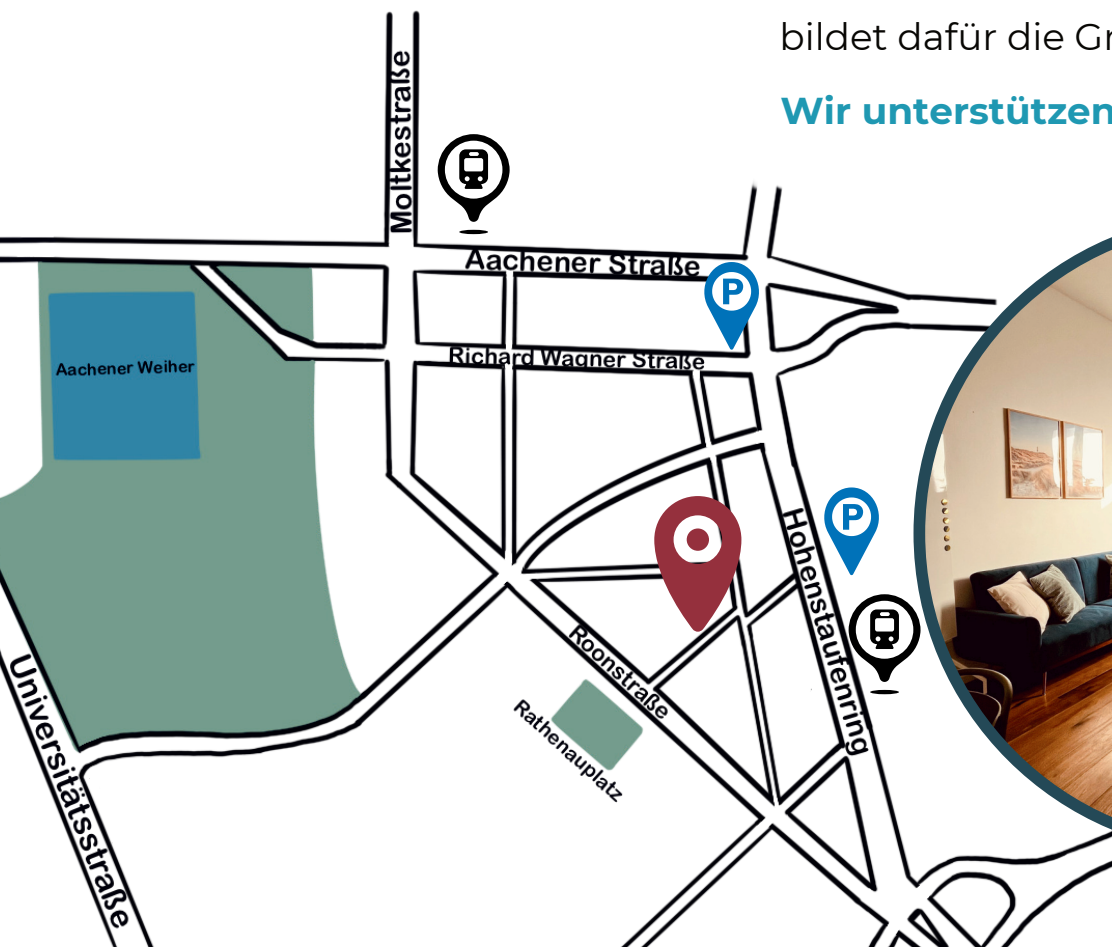 bildet dafür die Gr
Wir unterstützen
Moltkestraße
Aachener Straße
P
Richard Wagner Straße
Aachener Weiher
P
Hohenstaufenring
Roonstraße
Rathenauplatz
Universitätsstraße